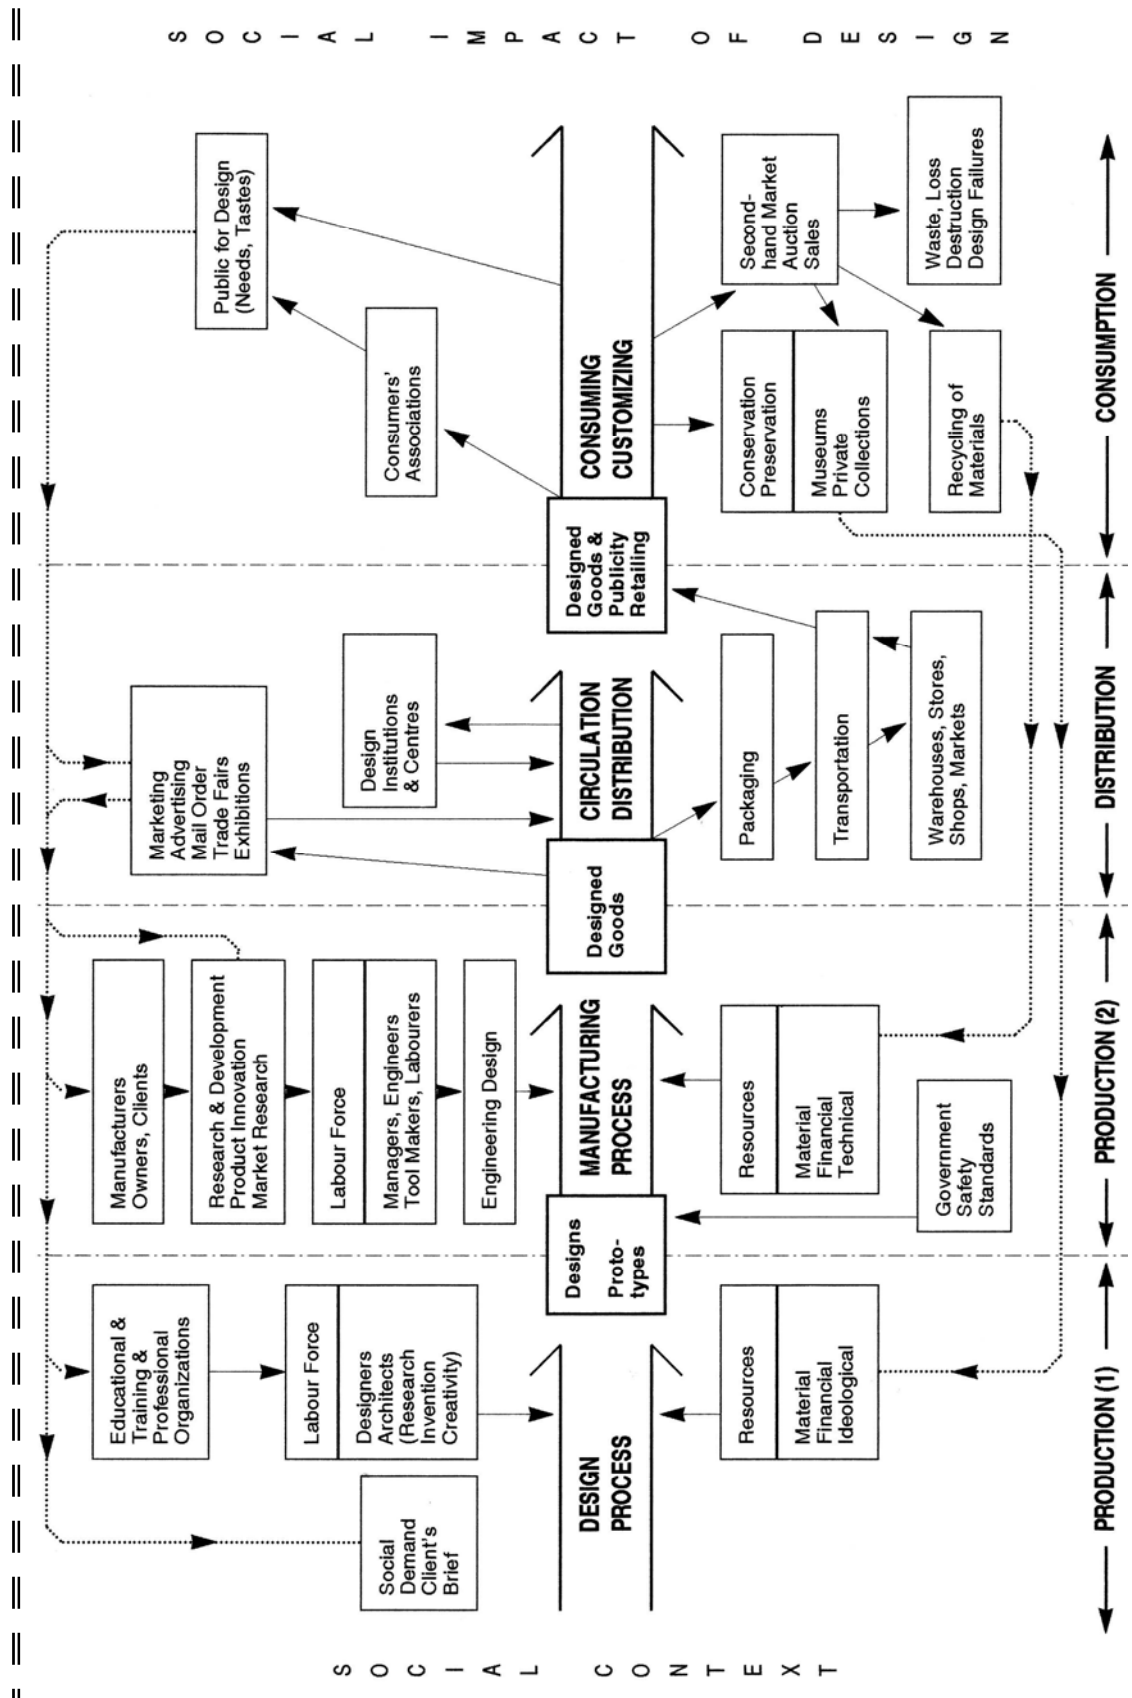 SOCIAL CONTEXT
Social
Demand
Client's
Brief
Educational &
Training &
Professional
Organizations
Labour Force
Designers
Architects
(Research
Invention
Creativity)
DESIGN
PROCESS
Resources
Material
Financial
Ideological
Designs
Proto-
types
Manufacturers
Owners, Clients
Research & Development
Product Innovation
Market Research
Labour Force
Managers, Engineers
Tool Makers, Labourers
Engineering Design
MANUFACTURING
PROCESS
Resources
Material
Financial
Technical
Government
Safety
Standards
Designed
Goods
Marketing
Advertising
Mail Order
Trade Fairs
Exhibitions
Design
Institutions
& Centres
CIRCULATION
DISTRIBUTION
Packaging
Transportation
Warehouses, Stores,
Shops, Markets
Designed
Goods &
Publicity
Retailing
Public for Design
(Needs, Tastes)
Consumers'
Associations
CONSUMING
CUSTOMIZING
Conservation
Preservation
Museums
Private
Collections
Second-
hand Market
Auction
Sales
Recycling of
Materials
Waste, Loss
Destruction
Design Failures
PRODUCTION (1)
PRODUCTION (2)
DISTRIBUTION
CONSUMPTION
SOCIAL IMPACT OF DESIGN